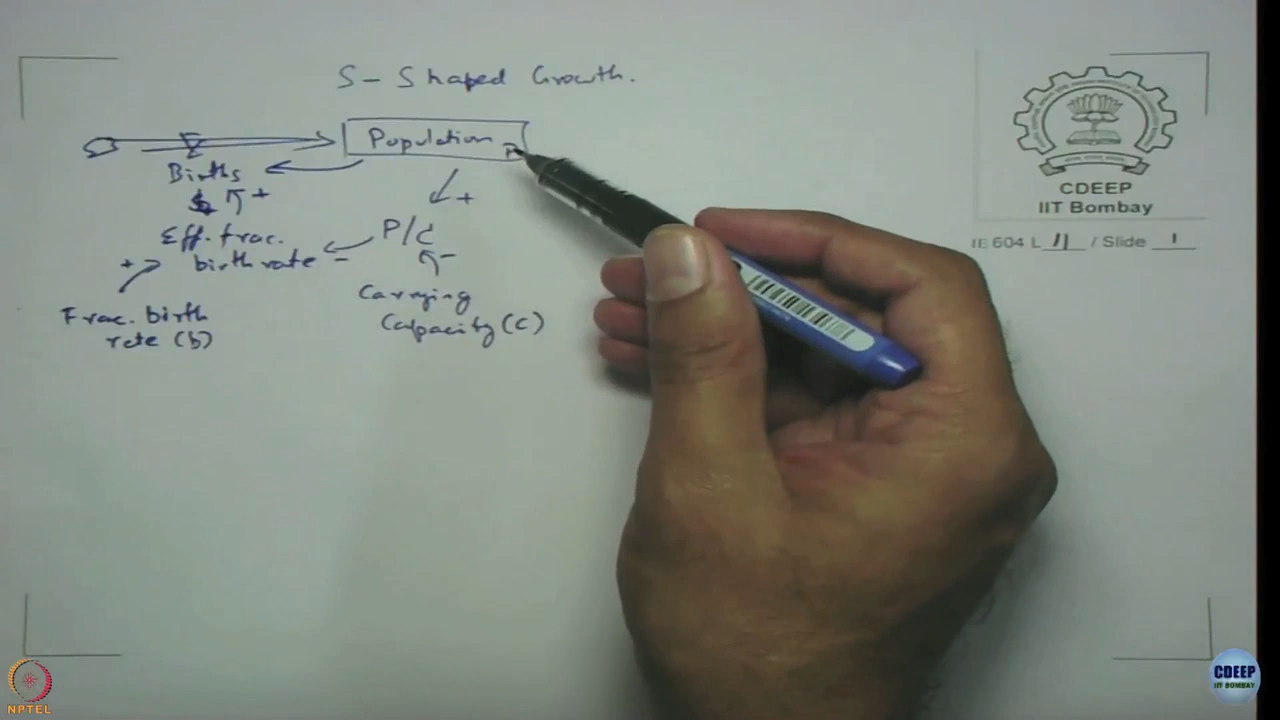 S - Shaped Growth.
Population
P
Births
+
+
Eff. frac.
birth rate
P/C
-
-
+
Carrying
Capacity (C)
Frac. birth
rate (b)
CDEEP
IIT Bombay
IE 604 L 11 / Slide 1
NPTEL
CDEEP
IIT BOMBAY